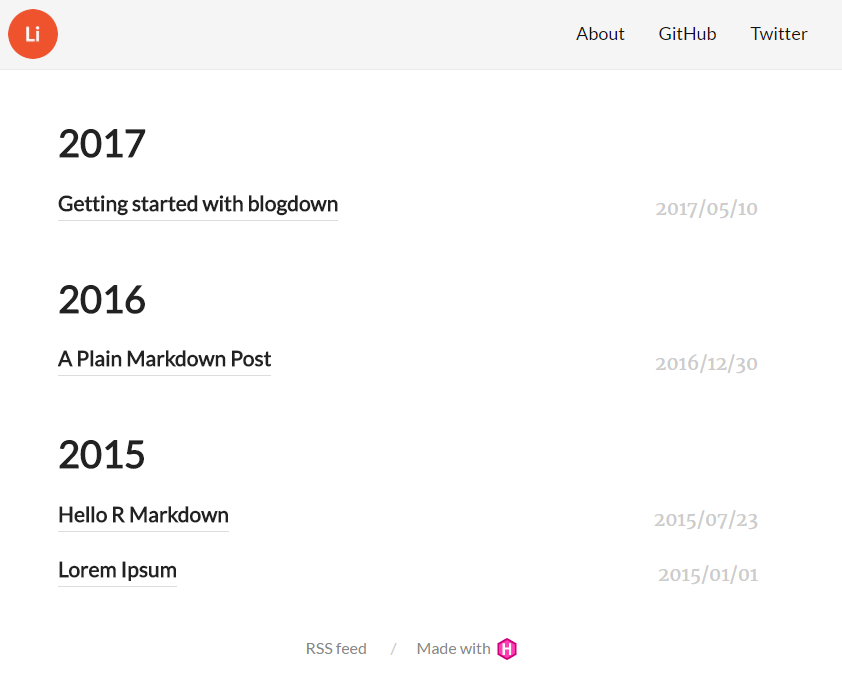 Li About GitHub Twitter
2017
Getting started with blogdown 2017/05/10
2016
A Plain Markdown Post 2016/12/30
2015
Hello R Markdown 2015/07/23
Lorem Ipsum 2015/01/01
RSS feed / Made with H